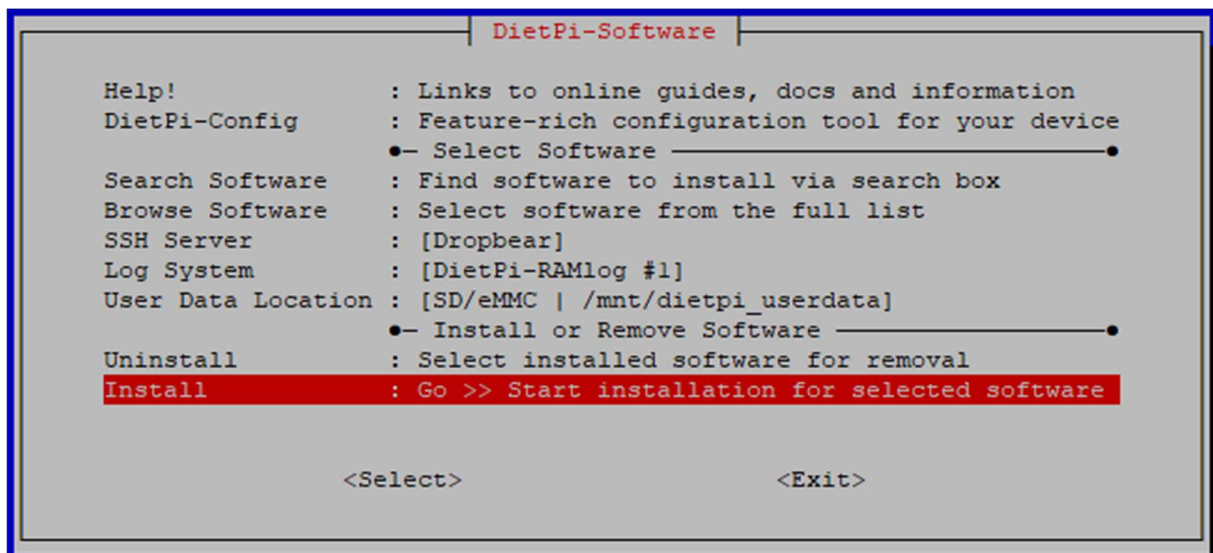 DietPi-Software
Help! : Links to online guides, docs and information
DietPi-Config : Feature-rich configuration tool for your device
●─ Select Software ─●
Search Software : Find software to install via search box
Browse Software : Select software from the full list
SSH Server : [Dropbear]
Log System : [DietPi-RAMlog #1]
User Data Location : [SD/eMMC | /mnt/dietpi_userdata]
●─ Install or Remove Software ─●
Uninstall : Select installed software for removal
Install : Go >> Start installation for selected software
<Select> <Exit>